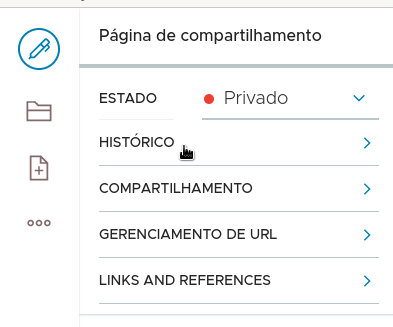 Página de compartilhamento
ESTADO
Privado
HISTÓRICO
COMPARTILHAMENTO
GERENCIAMENTO DE URL
LINKS AND REFERENCES